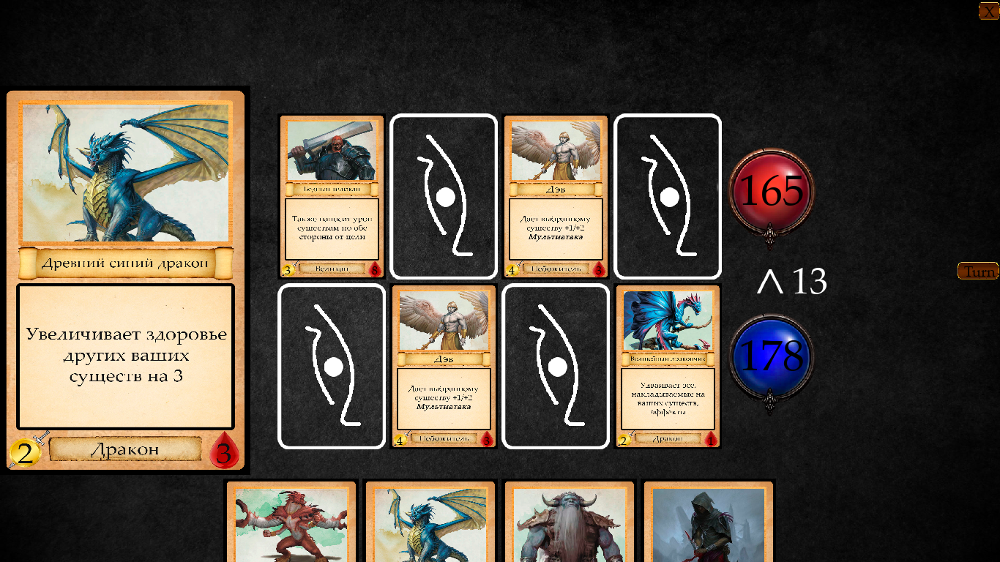 X
Древний синий дракон
Увеличивает здоровье
других ваших
существ на 3
2
Дракон
3
Бедный великан
Также наносит урон
существам по обе
стороны от цели
3
Великан
8
Дэв
Дает выбранному
существу +1/+2
Мультиатака
4
Небожитель
3
165
13
Turn
178
Дэв
Дает выбранному
существу +1/+2
Мультиатака
4
Небожитель
3
Волшебный дракончик
Удваивает все,
накладываемые на
ваших существ,
эффекты
2
Дракон
1